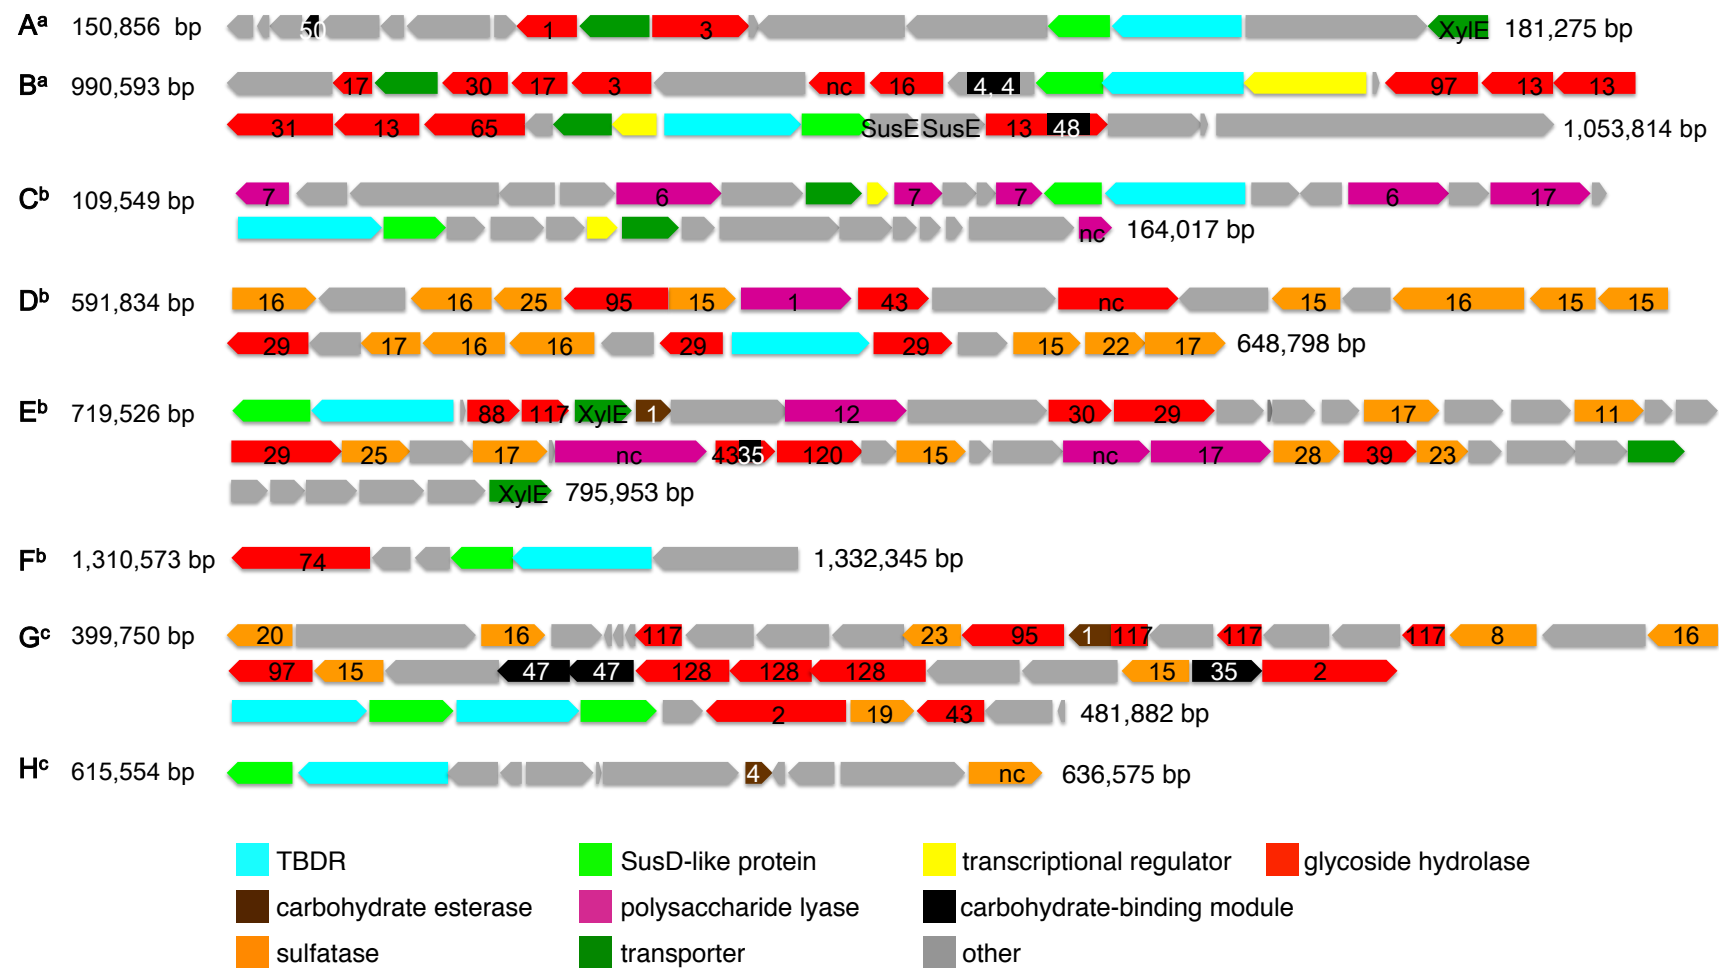 Aᵃ 150,856 bp 50 1 3 XylE 181,275 bp
Bᵃ 990,593 bp 17 30 17 3 nc 16 4, 4 97 13 13
31 13 65 SusE SusE 13 48 1,053,814 bp
Cᵇ 109,549 bp 7 6 7 7 6 17
nc 164,017 bp
Dᵇ 591,834 bp 16 16 25 95 15 1 43 nc 15 16 15 15
29 17 16 16 29 29 15 22 17 648,798 bp
Eᵇ 719,526 bp 88 117 XylE 1 12 30 29 17 11
29 25 17 nc 43 35 120 15 nc 17 28 39 23
XylE 795,953 bp
Fᵇ 1,310,573 bp 74 1,332,345 bp
Gᶜ 399,750 bp 20 16 117 23 95 1 117 117 117 8 16
97 15 47 47 128 128 128 15 35 2
2 19 43 481,882 bp
Hᶜ 615,554 bp 4 nc 636,575 bp
TBDR SusD-like protein transcriptional regulator glycoside hydrolase
carbohydrate esterase polysaccharide lyase carbohydrate-binding module
sulfatase transporter other